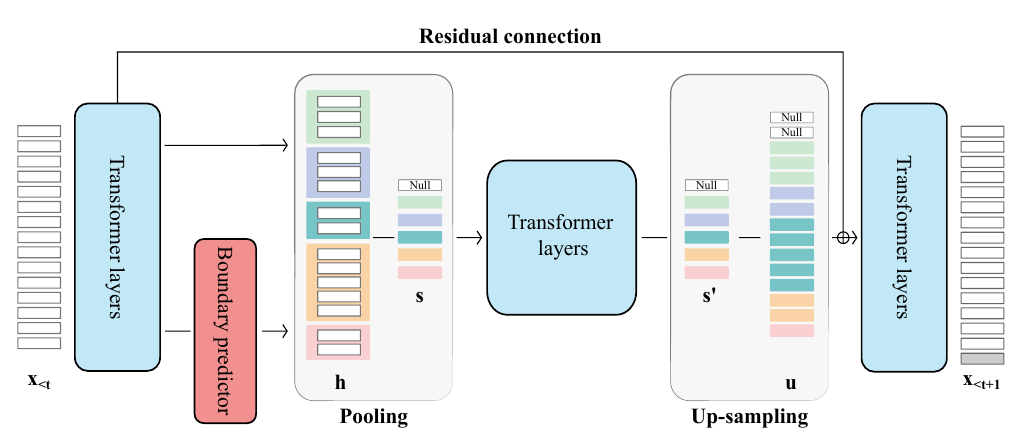 Residual connection
Transformer layers
Boundary predictor
Null
Transformer
layers
Null
Null
Null
Transformer layers
x<t
h
s
s'
u
x<t+1
Pooling
Up-sampling